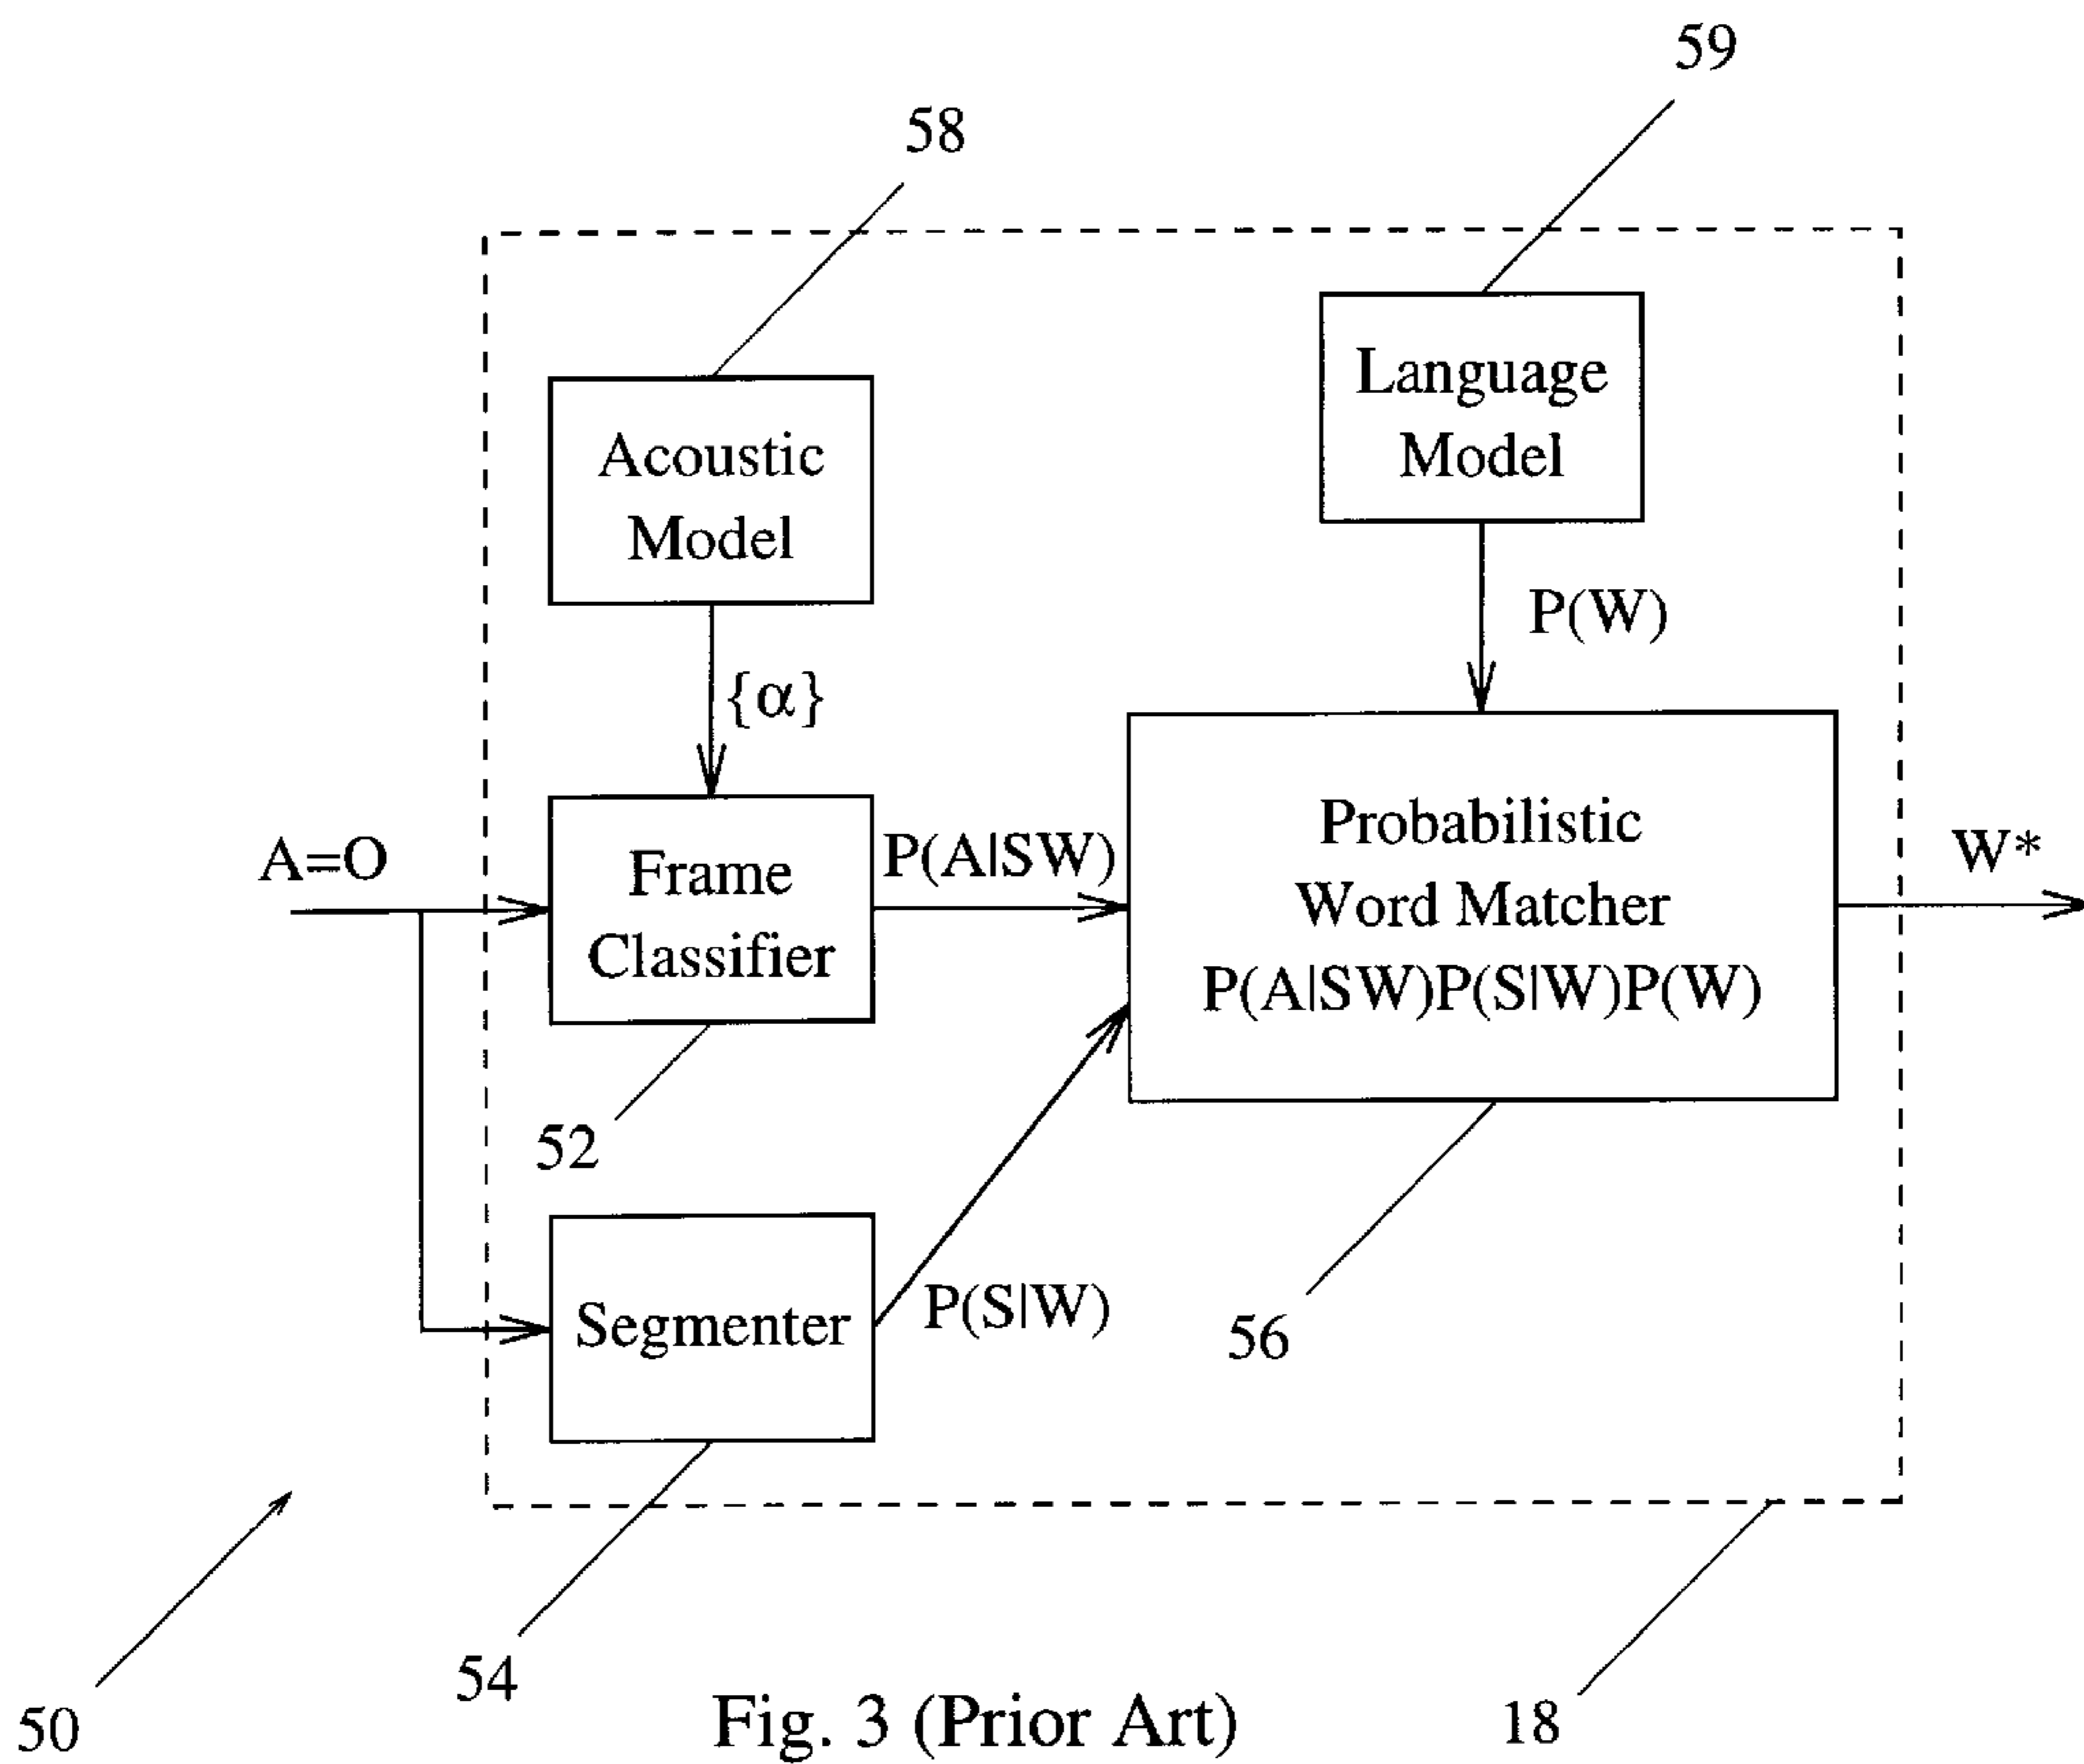 59
58
Language
Model
Acoustic
Model
P(W)
{α}
Probabilistic
Word Matcher
P(A|SW)P(S|W)P(W)
A=O
Frame
Classifier
P(A|SW)
W*
52
Segmenter
P(S|W)
56
54
50
18
Fig. 3 (Prior Art)